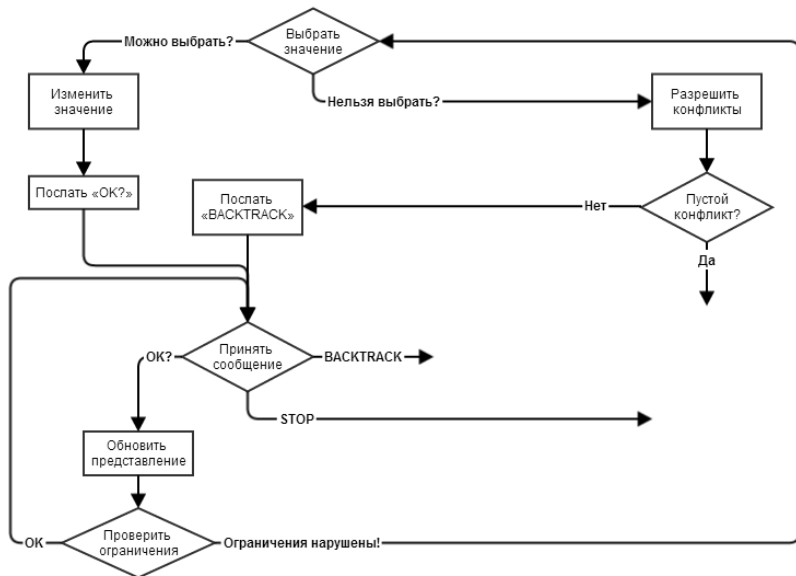 Выбрать
значение
Можно выбрать?
Изменить
значение
Нельзя выбрать?
Разрешить
конфликты
Послать «OK?»
Послать
«BACKTRACK»
Нет
Пустой
конфликт?
Да
Принять
сообщение
OK?
BACKTRACK
STOP
Обновить
представление
Проверить
ограничения
OK
Ограничения нарушены!